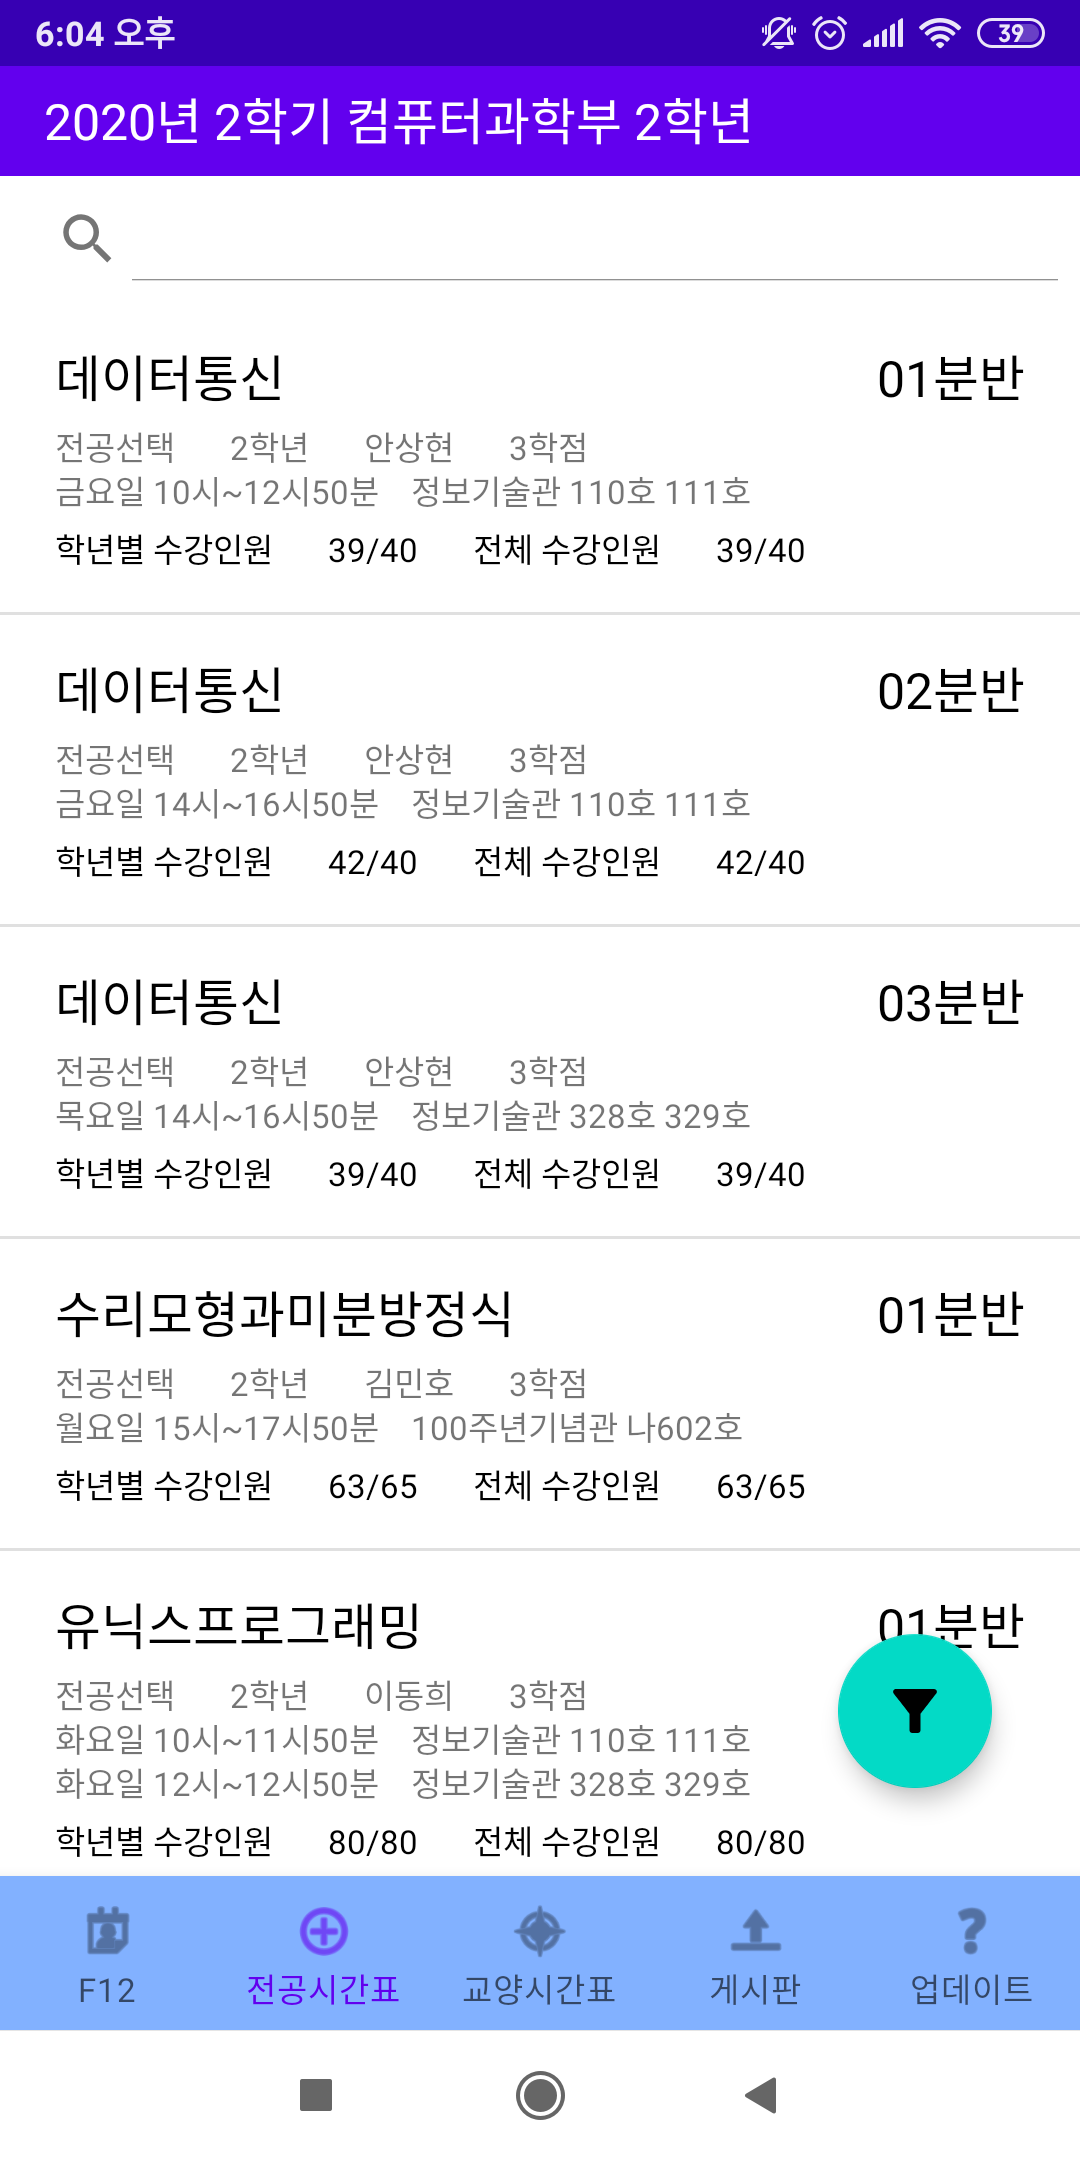 6:04 오후
39
2020년 2학기 컴퓨터과학부 2학년
데이터통신 01분반
전공선택 2학년 안상현 3학점
금요일 10시~12시50분 정보기술관 110호 111호
학년별 수강인원 39/40 전체 수강인원 39/40
데이터통신 02분반
전공선택 2학년 안상현 3학점
금요일 14시~16시50분 정보기술관 110호 111호
학년별 수강인원 42/40 전체 수강인원 42/40
데이터통신 03분반
전공선택 2학년 안상현 3학점
목요일 14시~16시50분 정보기술관 328호 329호
학년별 수강인원 39/40 전체 수강인원 39/40
수리모형과미분방정식 01분반
전공선택 2학년 김민호 3학점
월요일 15시~17시50분 100주년기념관 나602호
학년별 수강인원 63/65 전체 수강인원 63/65
유닉스프로그래밍 01분반
전공선택 2학년 이동희 3학점
화요일 10시~11시50분 정보기술관 110호 111호
화요일 12시~12시50분 정보기술관 328호 329호
학년별 수강인원 80/80 전체 수강인원 80/80
F12 전공시간표 교양시간표 게시판 업데이트